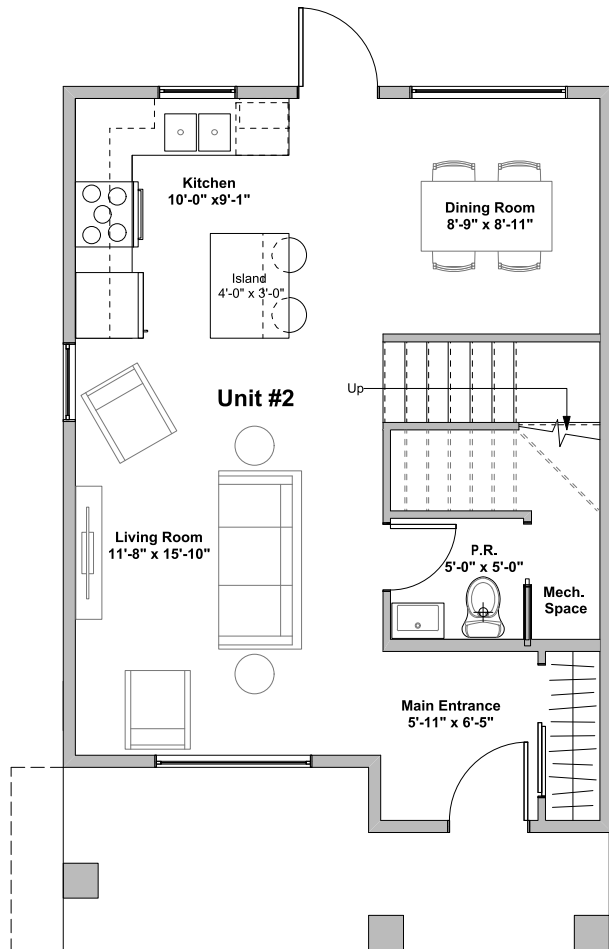 Kitchen
10'-0" x9'-1"
Dining Room
8'-9" x 8'-11"
Island
4'-0" x 3'-0"
Unit #2
Up
Living Room
11'-8" x 15'-10"
P.R.
5'-0" x 5'-0"
Mech.
Space
Main Entrance
5'-11" x 6'-5"